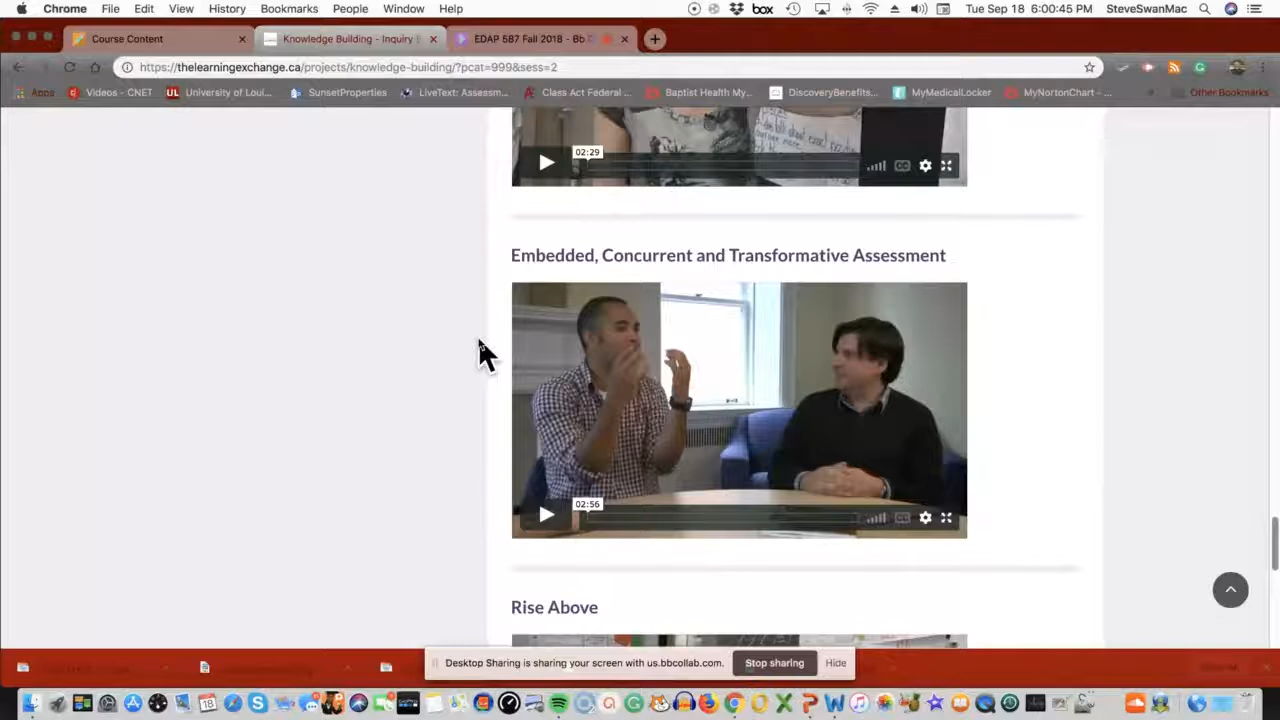 Chrome File Edit View History Bookmarks People Window Help box Tue Sep 18 6:00:45 PM SteveSwanMac
Course Content Knowledge Building - Inquiry EDAP 587 Fall 2018 - Bb
https://thelearningexchange.ca/projects/knowledge-building/?pcat=999&sess=2
Apps Videos - CNET University of Loui... SunsetProperties LiveText: Assessm... Class Act Federal ... Baptist Health My... DiscoveryBenefits... MyMedicalLocker MyNortonChart - ... Other Bookmarks
02:29
CC
Embedded, Concurrent and Transformative Assessment
02:56
CC
Rise Above
Desktop Sharing is sharing your screen with us.bbcollab.com. Stop sharing Hide